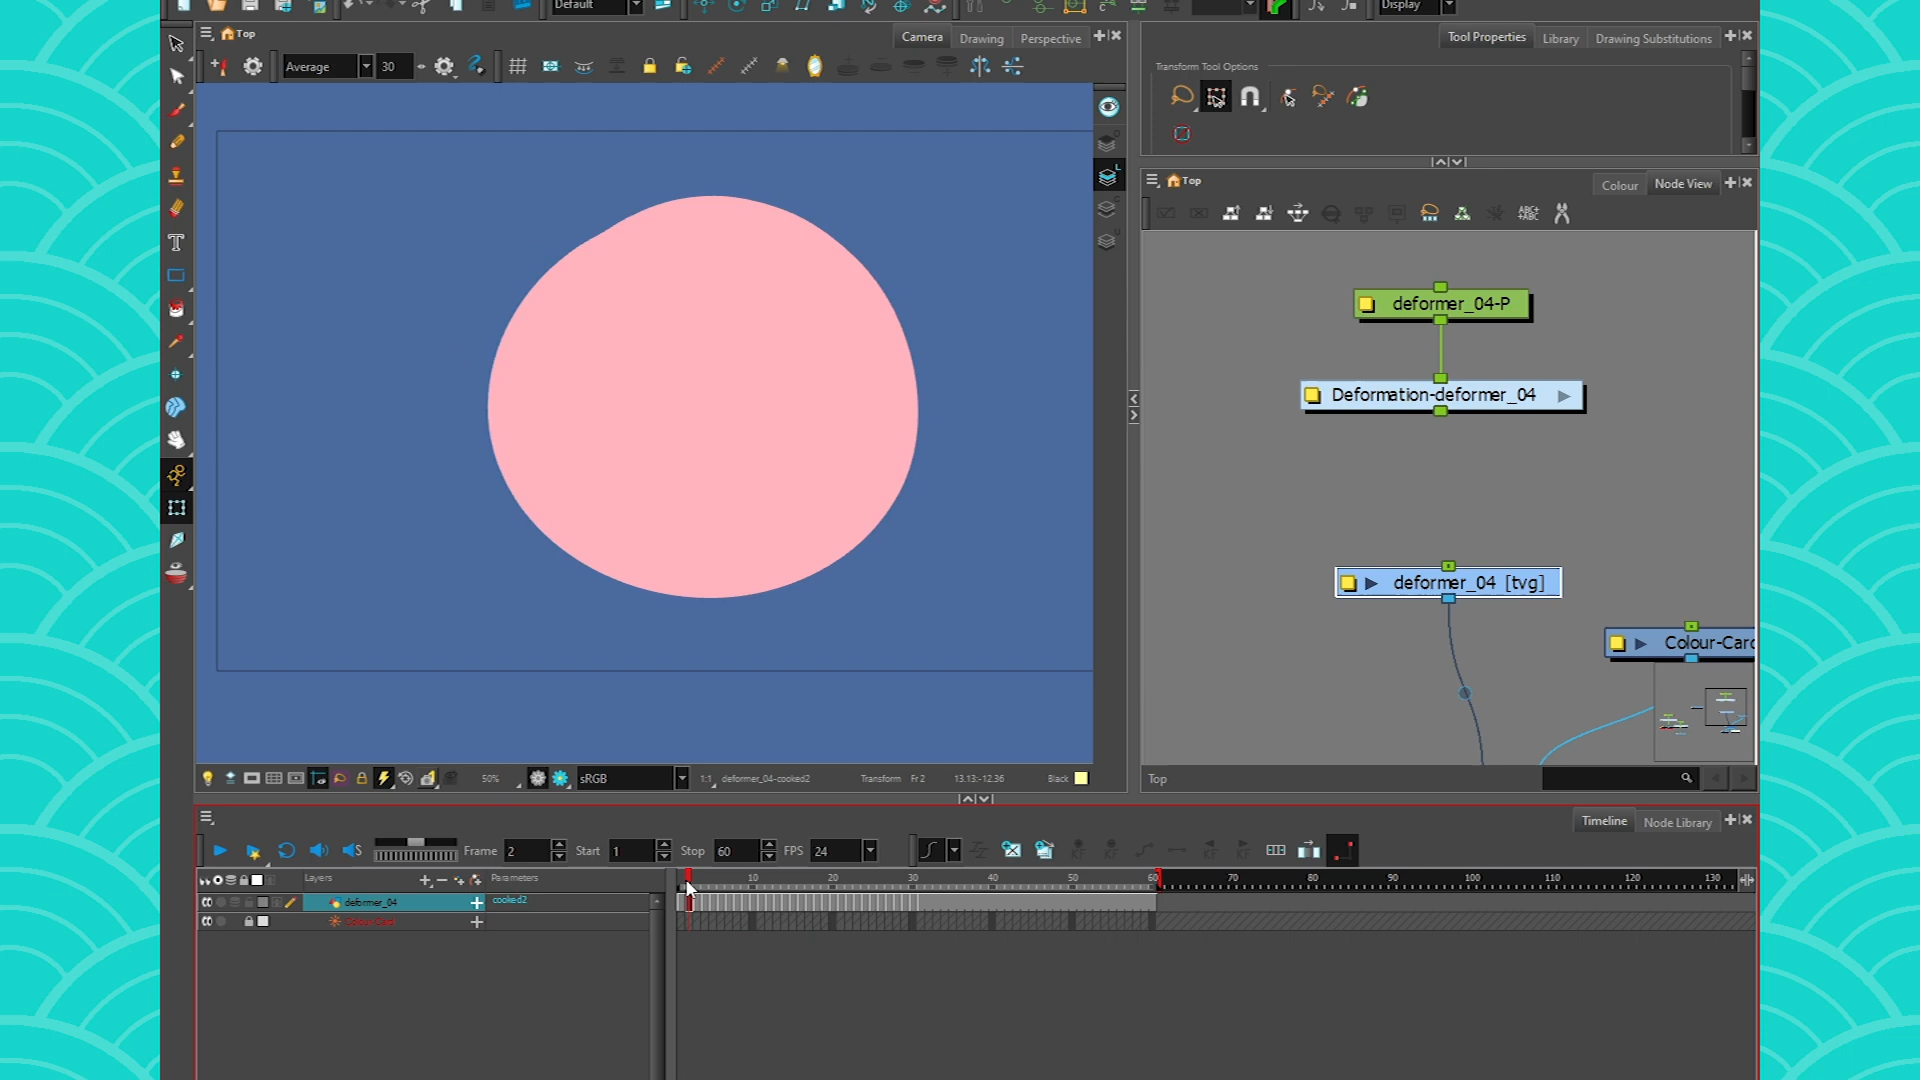 Default
Display
Top
Camera
Drawing
Perspective
Average
30
Tool Properties
Library
Drawing Substitutions
Transform Tool Options
Top
Colour
Node View
deformer_04-P
Deformation-deformer_04
deformer_04 [tvg]
Colour-Card
Top
50%
sRGB
1:1
deformer_04-cooked2
Transform
Fr 2
13.13:-12.36
Black
Timeline
Node Library
Frame 2
Start 1
Stop 60
FPS 24
Layers
Parameters
10 20 30 40 50 60 70 80 90 100 110 120 130
deformer_04
cooked2
Colour-Card